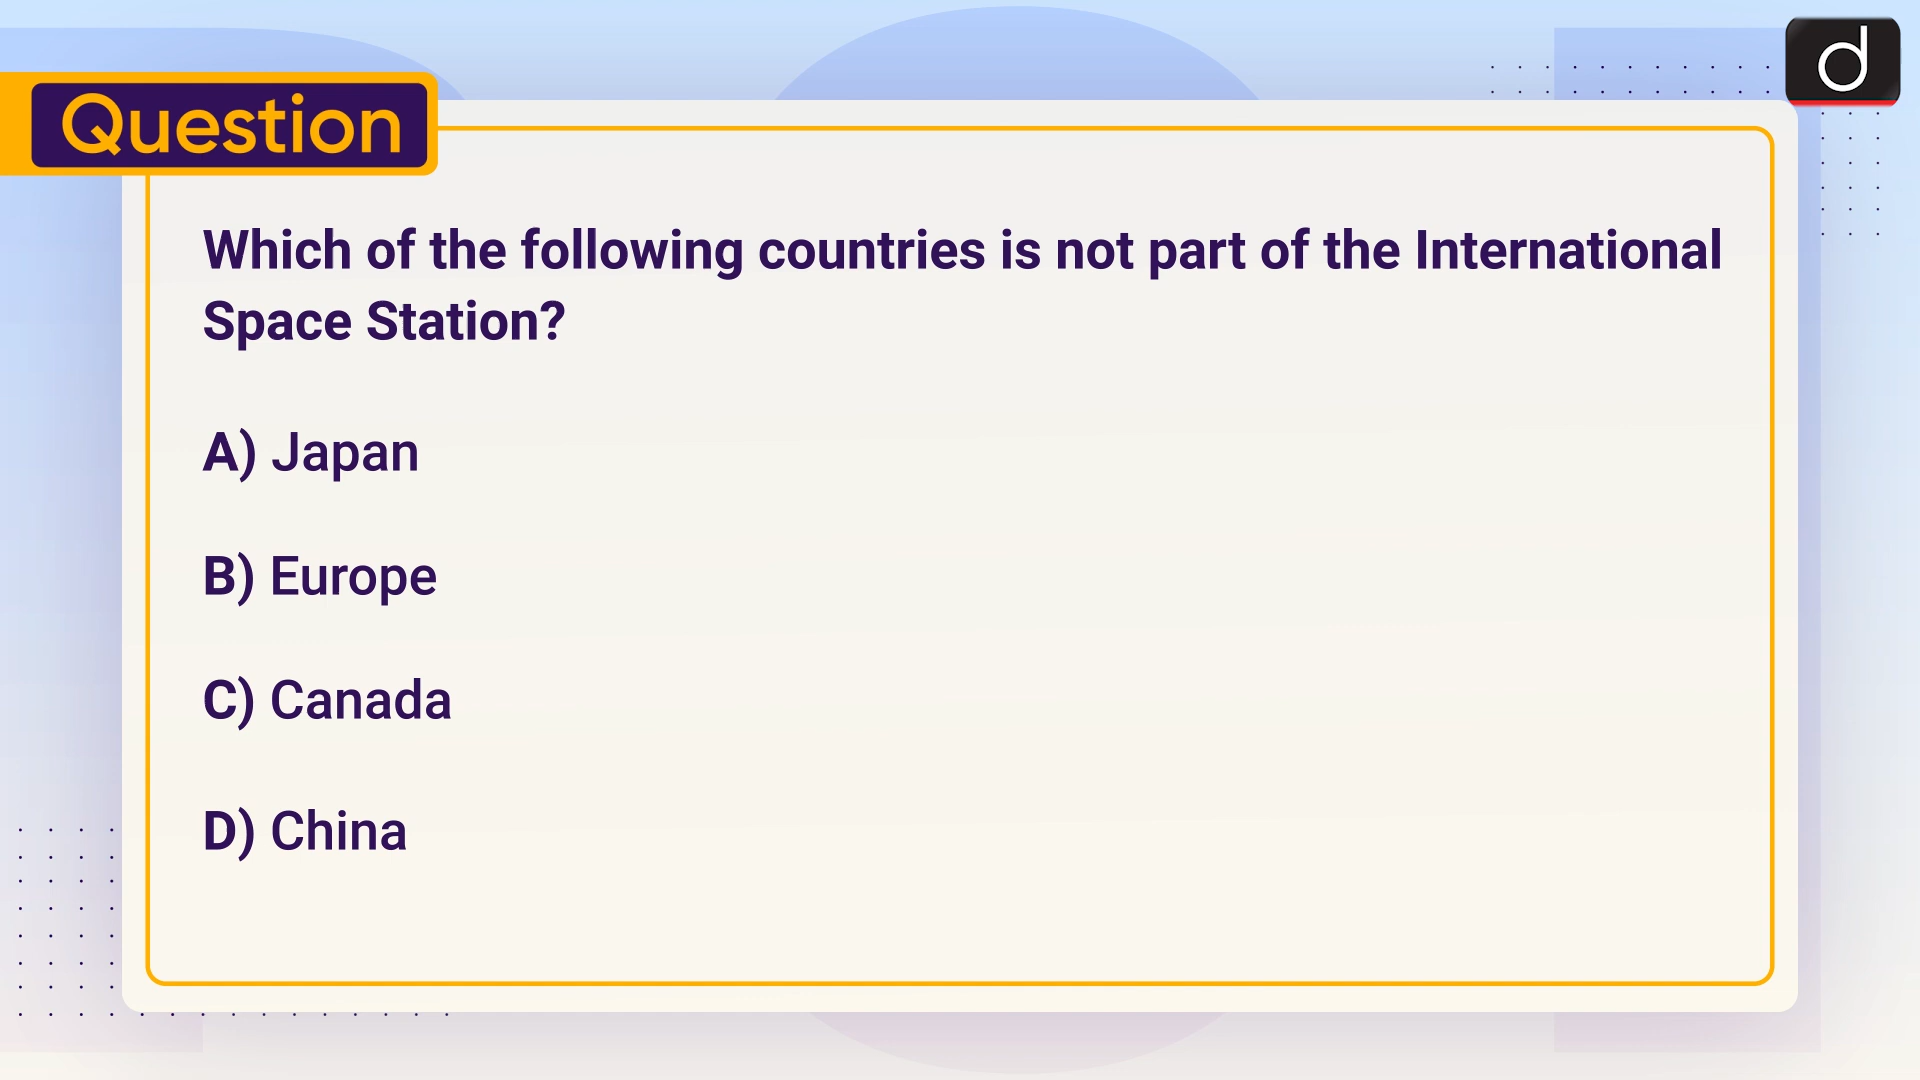 Question
Which of the following countries is not part of the International
Space Station?
A) Japan
B) Europe
C) Canada
D) China
d